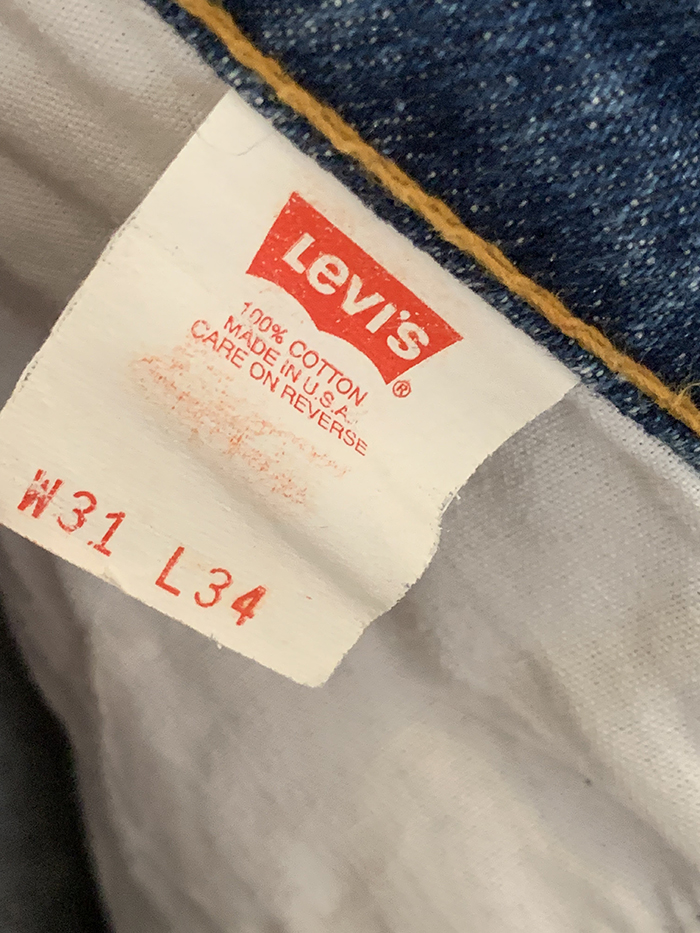 Levi's ®
100% COTTON
MADE IN U.S.A.
CARE ON REVERSE
W31 L34